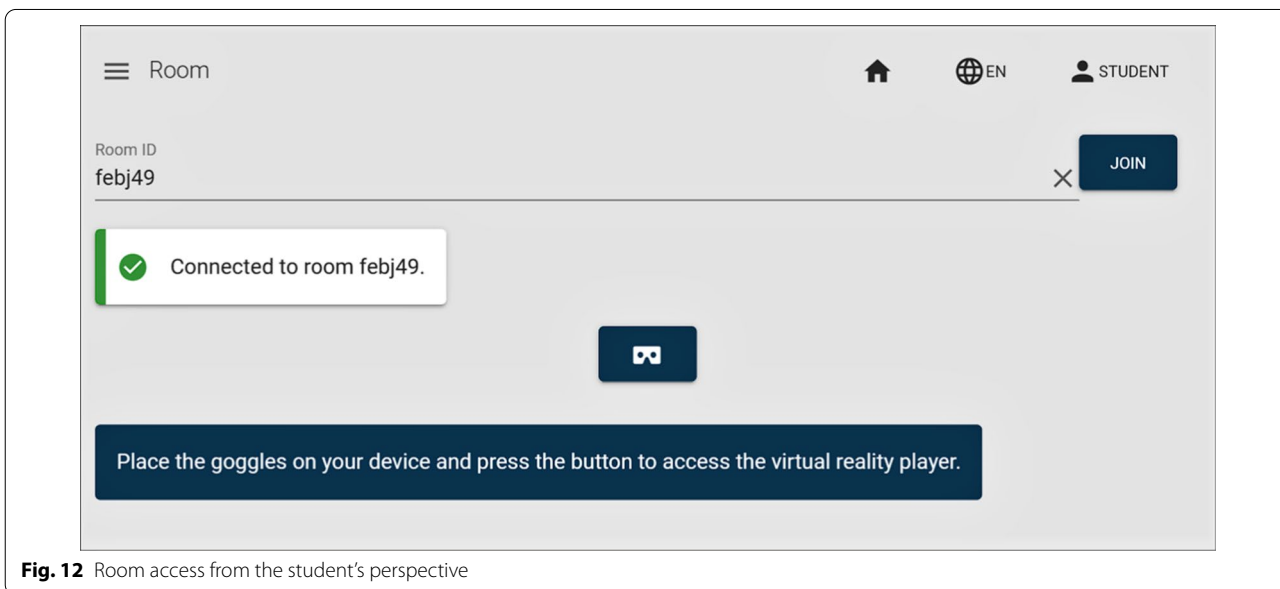 Room
EN
STUDENT
Room ID
febj49
JOIN
Connected to room febj49.
Place the goggles on your device and press the button to access the virtual reality player.
Fig. 12 Room access from the student’s perspective